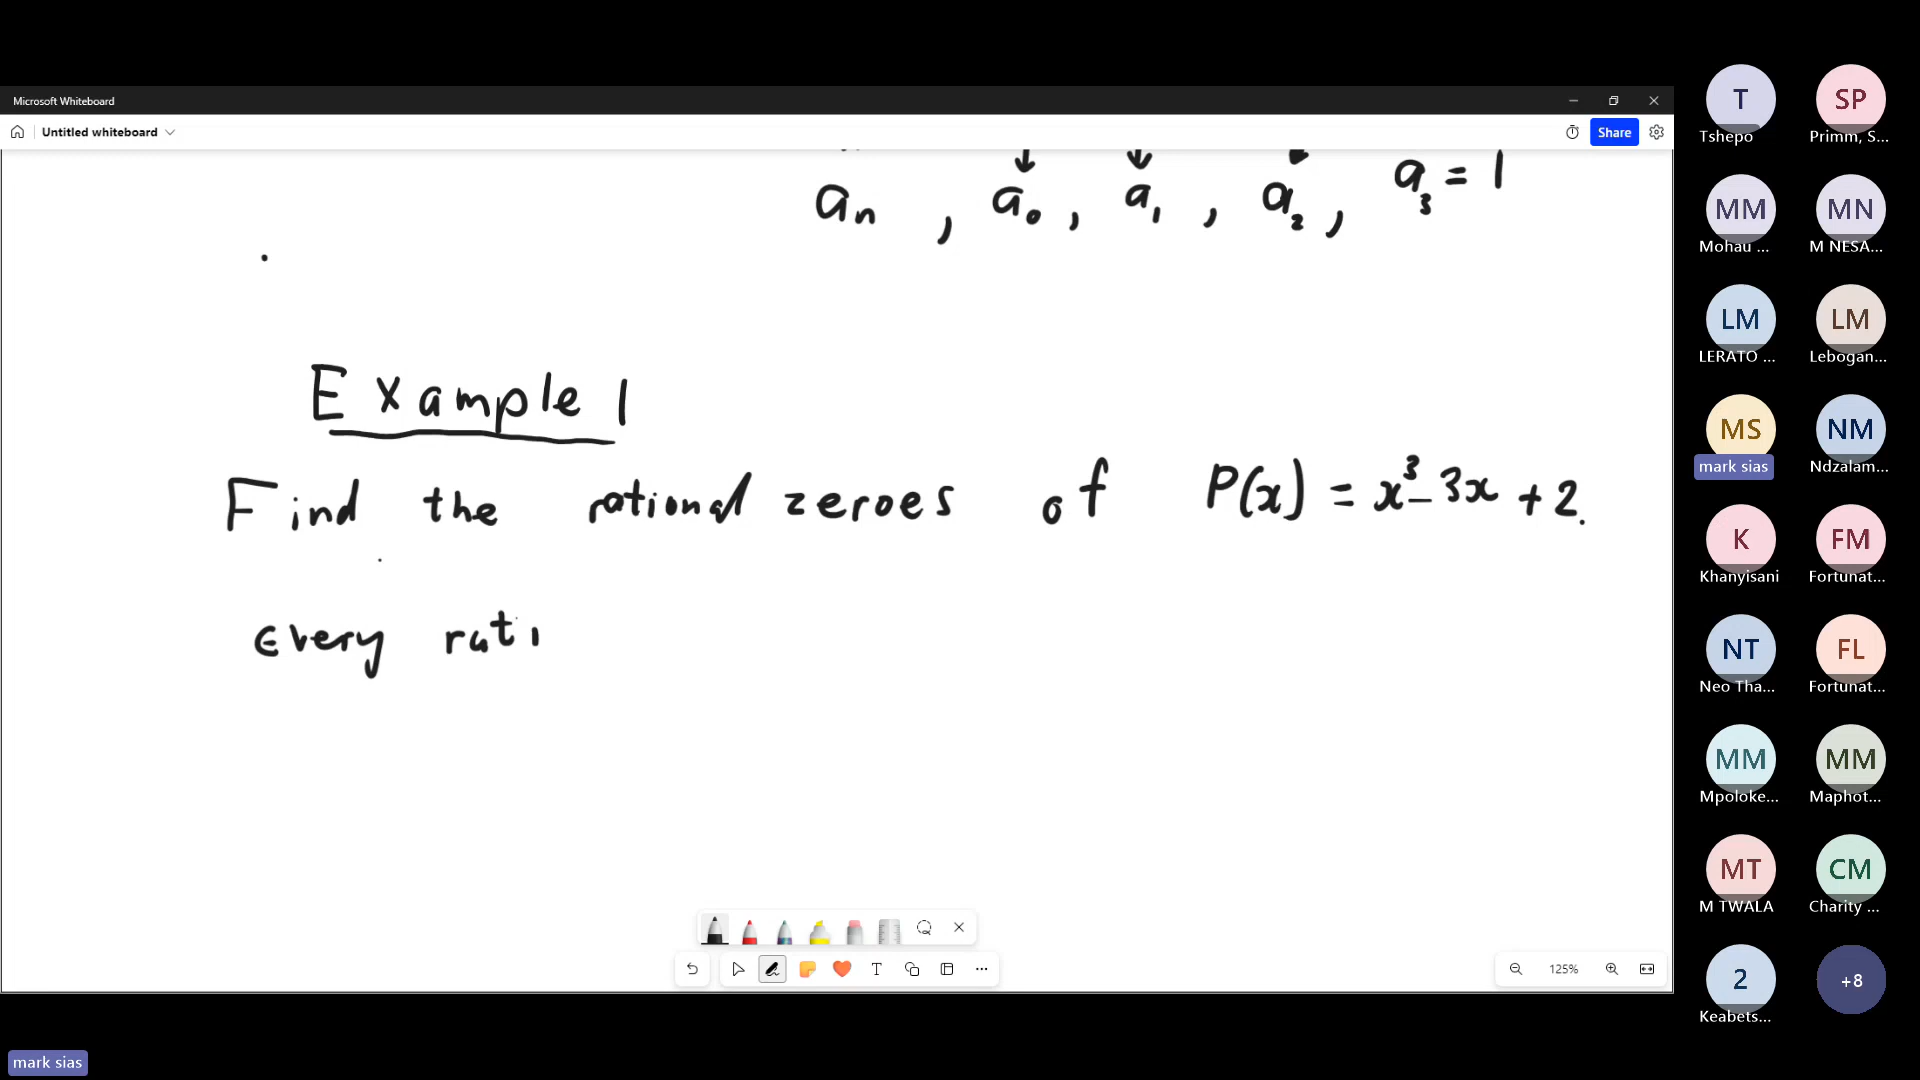 Microsoft Whiteboard
Untitled whiteboard
Share
aₙ , a₀ , a₁ , a₂ , a₃ = 1
Example 1
Find the rational zeroes of P(x) = x³ - 3x + 2.
every rati
125%
T
Tshepo
SP
Primm, S...
MM
Mohau ...
MN
M NESA...
LM
LERATO ...
LM
Lebogan...
MS
mark sias
NM
Ndzalam...
K
Khanyisani
FM
Fortunat...
NT
Neo Tha...
FL
Fortunat...
MM
Mpoloke...
MM
Maphot...
MT
M TWALA
CM
Charity ...
2
Keabets...
+8
mark sias